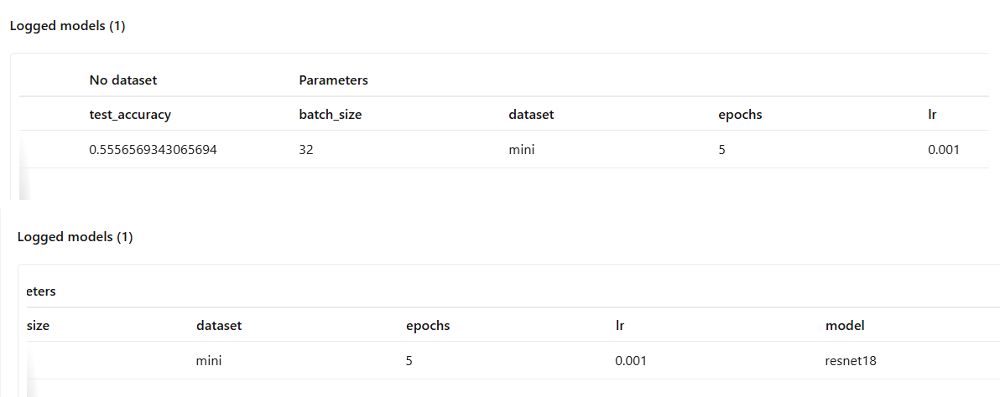 Logged models (1)
No dataset Parameters
test_accuracy batch_size dataset epochs lr
0.5556569343065694 32 mini 5 0.001
Logged models (1)
eters
size dataset epochs lr model
mini 5 0.001 resnet18